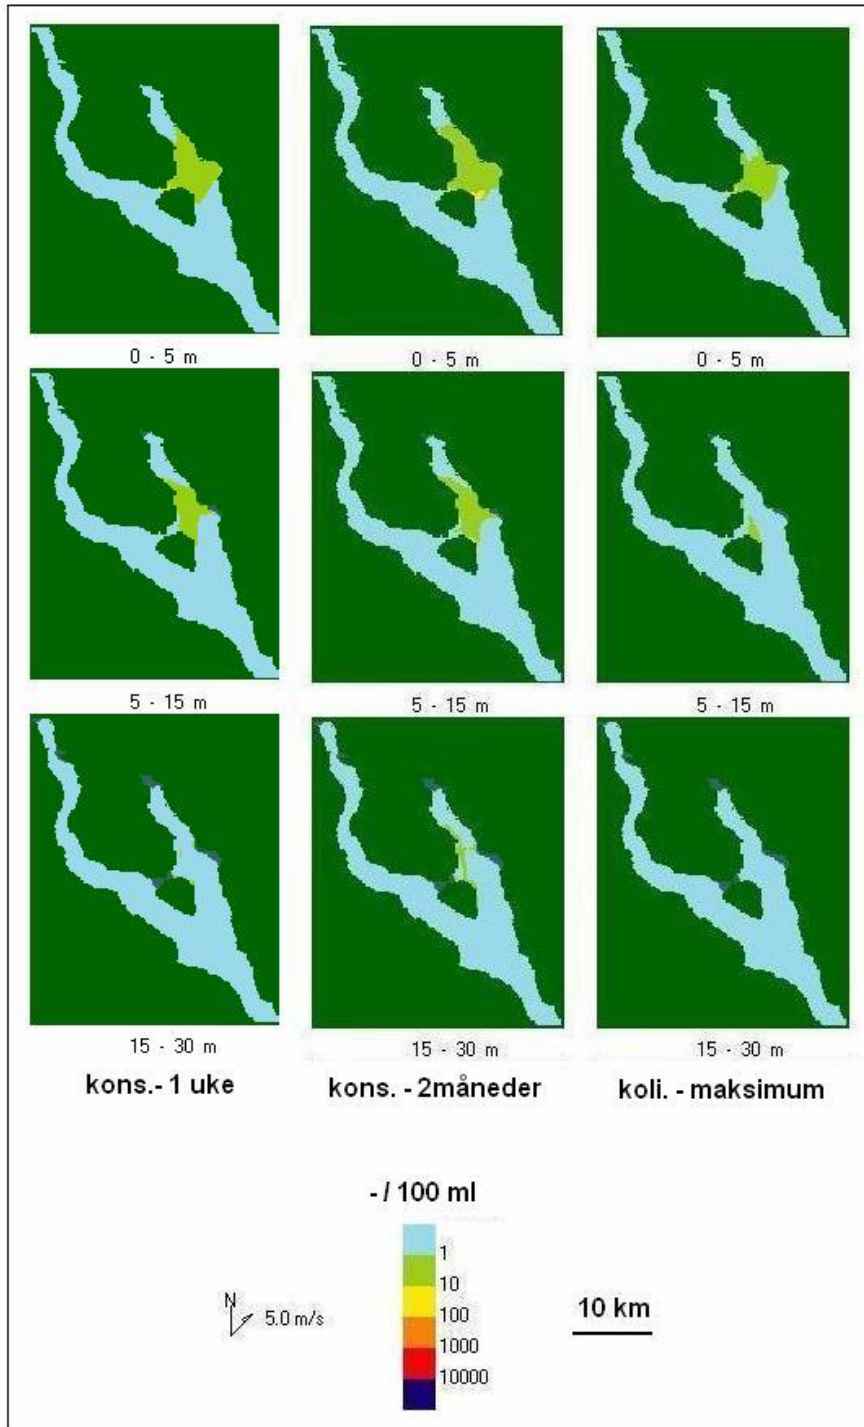 0 - 5 m
0 - 5 m
0 - 5 m
5 - 15 m
5 - 15 m
5 - 15 m
15 - 30 m
15 - 30 m
15 - 30 m
kons.- 1 uke
kons. - 2måneder
koli. - maksimum
- / 100 ml
1
10
100
1000
10000
N
5.0 m/s
10 km